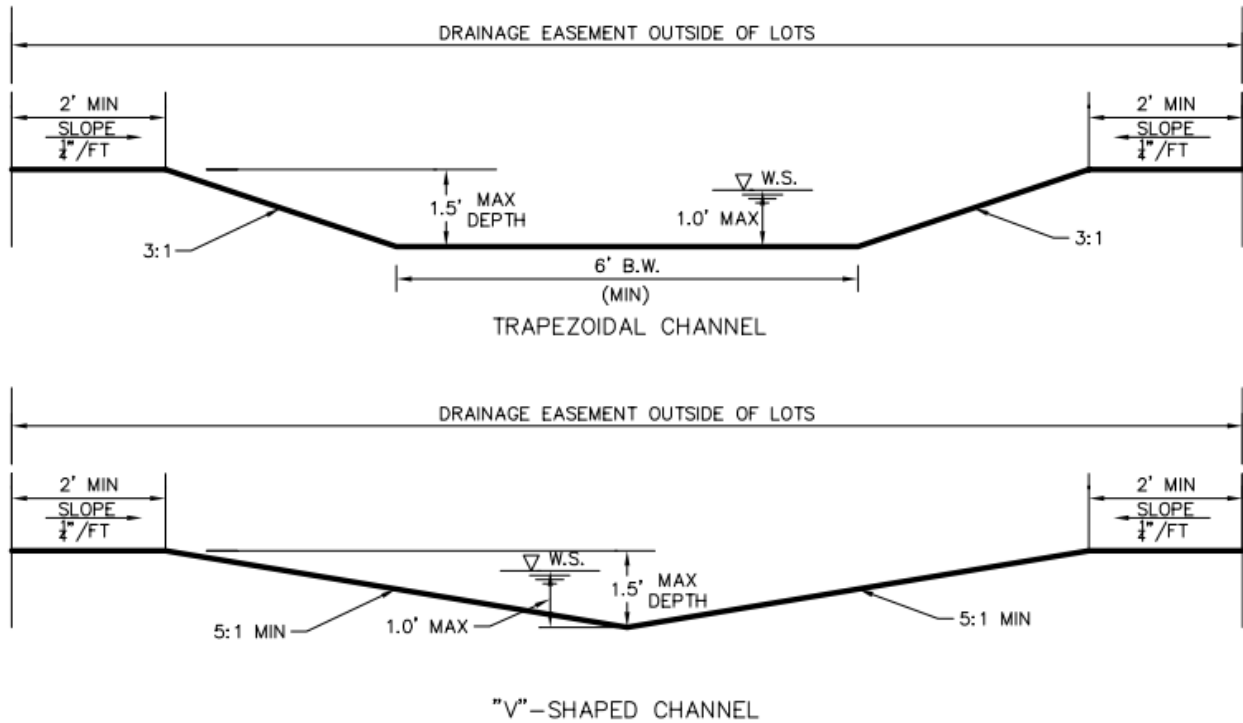 DRAINAGE EASEMENT OUTSIDE OF LOTS
2' MIN
SLOPE
1/4"/FT
2' MIN
SLOPE
1/4"/FT
W.S.
1.5' MAX
DEPTH
1.0' MAX
3:1
3:1
6' B.W.
(MIN)
TRAPEZOIDAL CHANNEL
DRAINAGE EASEMENT OUTSIDE OF LOTS
2' MIN
SLOPE
1/4"/FT
2' MIN
SLOPE
1/4"/FT
W.S.
1.5' MAX
DEPTH
5:1 MIN
1.0' MAX
5:1 MIN
"V"-SHAPED CHANNEL